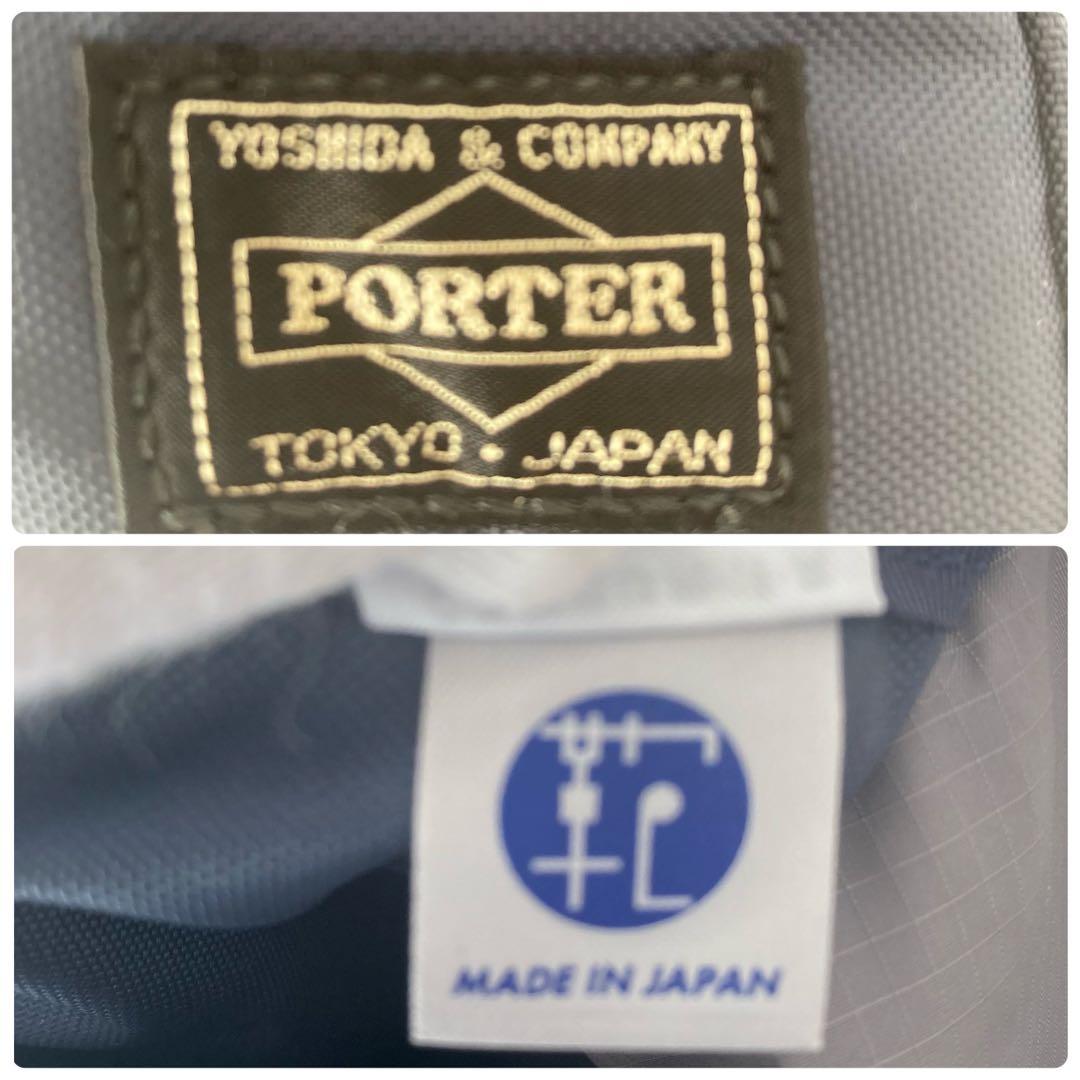 YOSHIDA & COMPANY
PORTER
TOKYO · JAPAN
MADE IN JAPAN